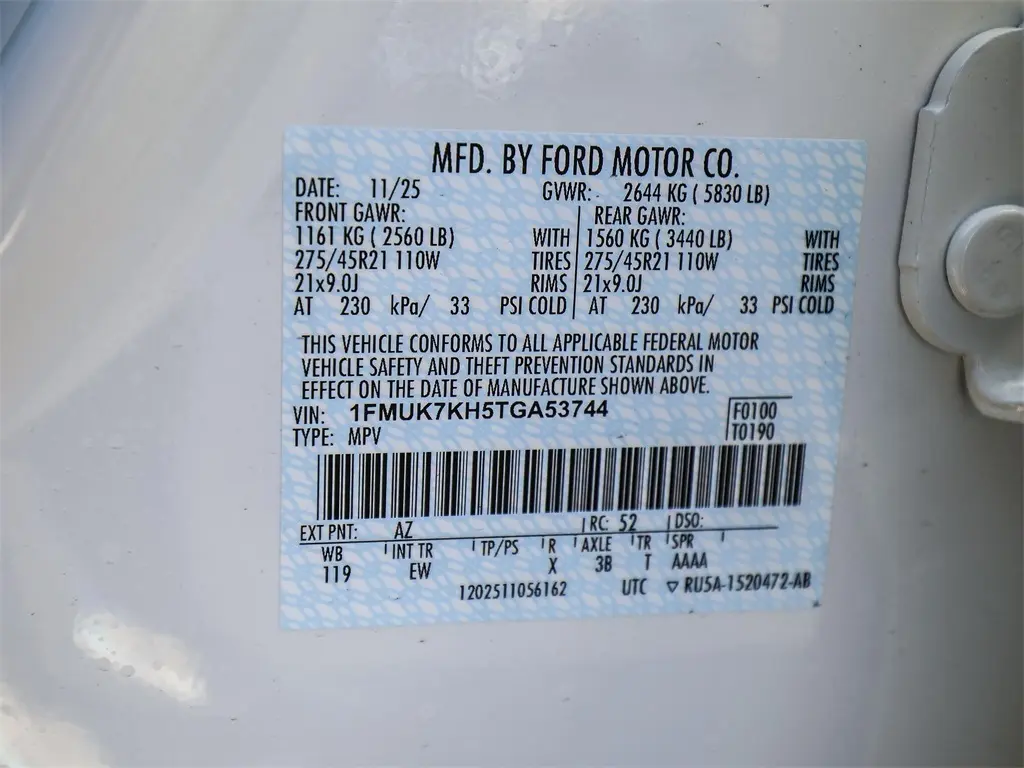 MFD. BY FORD MOTOR CO.
DATE: 11/25 GVWR: 2644 KG ( 5830 LB)
FRONT GAWR: REAR GAWR:
1161 KG ( 2560 LB) WITH 1560 KG ( 3440 LB) WITH
275/45R21 110W TIRES 275/45R21 110W TIRES
21x9.0J RIMS 21x9.0J RIMS
AT 230 kPa/ 33 PSI COLD AT 230 kPa/ 33 PSI COLD
THIS VEHICLE CONFORMS TO ALL APPLICABLE FEDERAL MOTOR
VEHICLE SAFETY AND THEFT PREVENTION STANDARDS IN
EFFECT ON THE DATE OF MANUFACTURE SHOWN ABOVE.
VIN: 1FMUK7KH5TGA53744 F0100
TYPE: MPV T0190
EXT PNT: AZ RC: 52 DSO:
WB INT TR TP/PS R AXLE TR SPR
119 EW X 3B T AAAA
1202511056162 UTC ▽ RU5A-1520472-AB